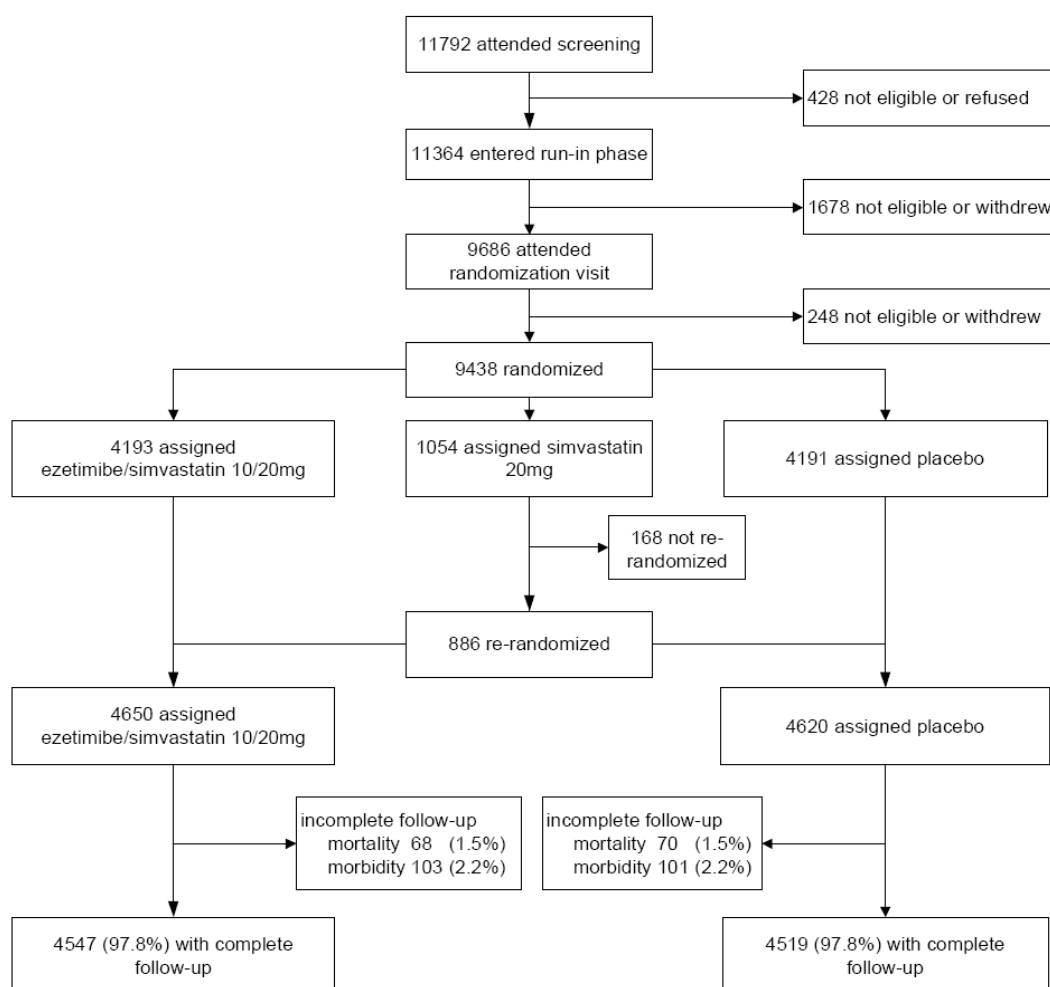 11792 attended screening
428 not eligible or refused
11364 entered run-in phase
1678 not eligible or withdrew
9686 attended
randomization visit
248 not eligible or withdrew
9438 randomized
4193 assigned
ezetimibe/simvastatin 10/20mg
1054 assigned simvastatin
20mg
4191 assigned placebo
168 not re-
randomized
886 re-randomized
4650 assigned
ezetimibe/simvastatin 10/20mg
4620 assigned placebo
incomplete follow-up
mortality 68 (1.5%)
morbidity 103 (2.2%)
incomplete follow-up
mortality 70 (1.5%)
morbidity 101 (2.2%)
4547 (97.8%) with complete
follow-up
4519 (97.8%) with complete
follow-up